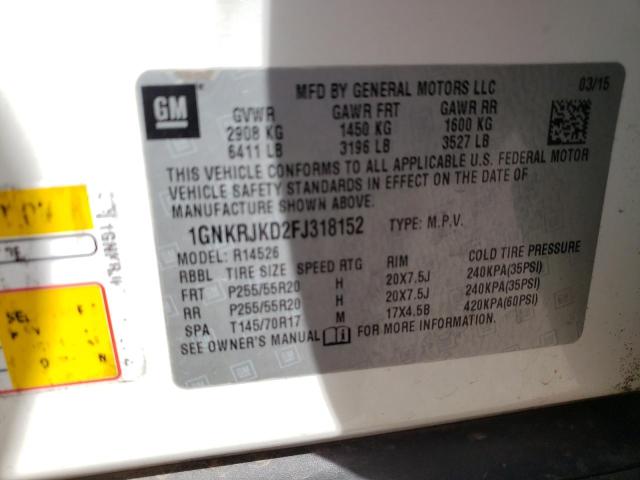 MFD BY GENERAL MOTORS LLC 03/15
GM
GVWR GAWR FRT GAWR RR
2908 KG 1450 KG 1600 KG
6411 LB 3196 LB 3527 LB
THIS VEHICLE CONFORMS TO ALL APPLICABLE U.S. FEDERAL MOTOR
VEHICLE SAFETY STANDARDS IN EFFECT ON THE DATE OF
MANUFACTURE SHOWN ABOVE.
1GNKRJKD2FJ318152 TYPE: M.P.V.
MODEL: R14526
RBBL TIRE SIZE SPEED RTG RIM COLD TIRE PRESSURE
FRT P255/55R20 H 20X7.5J 240KPA(35PSI)
RR P255/55R20 H 20X7.5J 240KPA(35PSI)
SPA T145/70R17 M 17X4.5B 420KPA(60PSI)
SEE OWNER'S MANUAL FOR MORE INFORMATION.
SEL